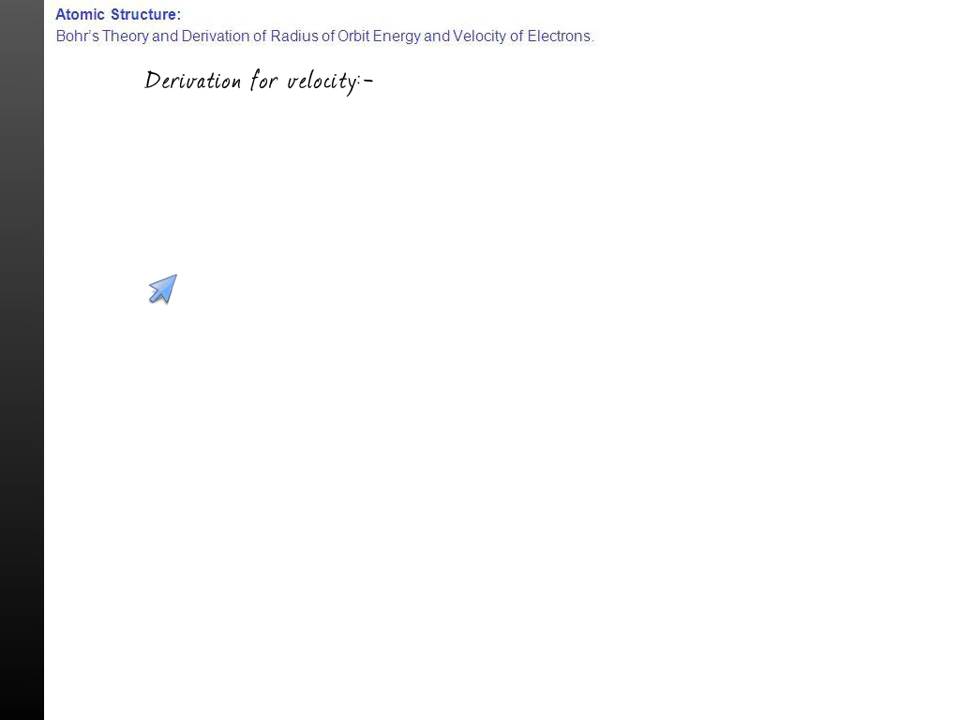 Atomic Structure:
Bohr's Theory and Derivation of Radius of Orbit Energy and Velocity of Electrons.
Derivation for velocity:-